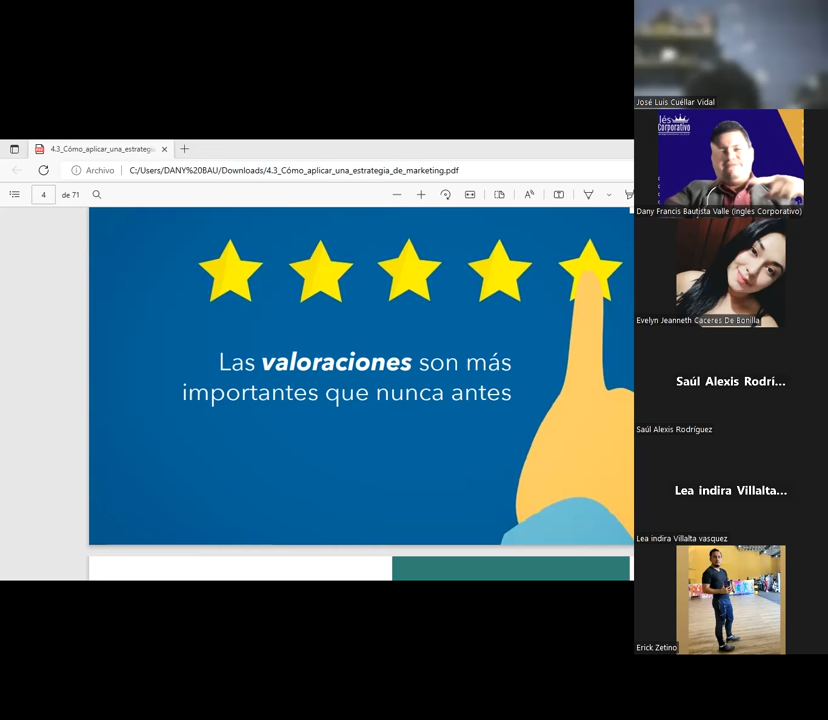 4.3_Cómo_aplicar_una_estrategia
Archivo
C:/Users/DANY%20BAU/Downloads/4.3_Cómo_aplicar_una_estrategia_de_marketing.pdf
4
de 71
Las valoraciones son más
importantes que nunca antes
José Luis Cuéllar Vidal
Corporativo
Dany Francis Bautista Valle (Inglés Corporativo)
Evelyn Jeanneth Caceres De Bonilla
Saúl Alexis Rodrí...
Saúl Alexis Rodríguez
Lea indira Villalta...
Lea indira Villalta vasquez
Erick Zetino